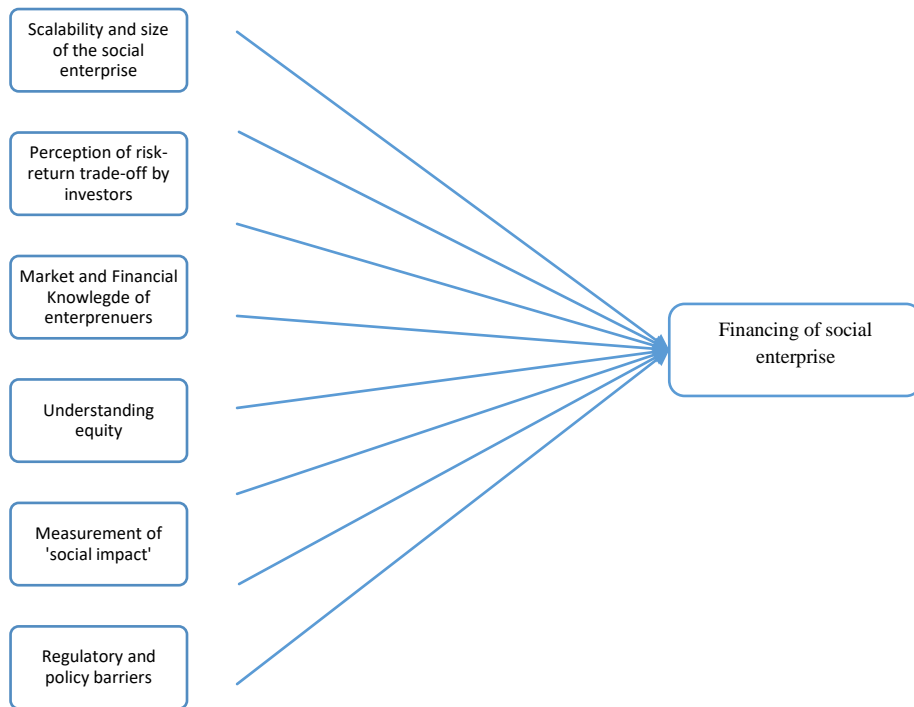 Scalability and size
of the social
enterprise
Perception of risk-
return trade-off by
investors
Market and Financial
Knowlegde of
enterprenuers
Understanding
equity
Measurement of
'social impact'
Regulatory and
policy barriers
Financing of social
enterprise